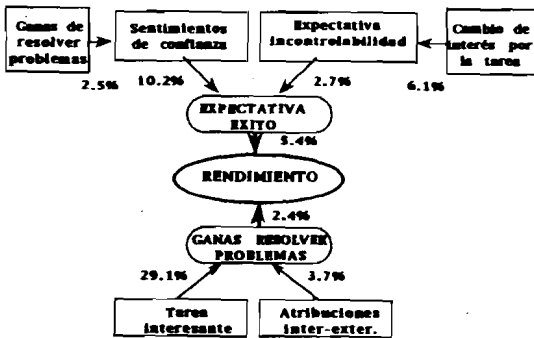 Ganas de
resolver
problemas
Sentimientos
de confianza
Expectativa
incontrolabilidad
Cambio de
interés por
la tarea
2.5%
10.2%
2.7%
6.1%
EXPECTATIVA
EXITO
5.4%
RENDIMIENTO
2.4%
GANAS RESOLVER
PROBLEMAS
29.1%
3.7%
Tarea
interesante
Atribuciones
inter-exter.